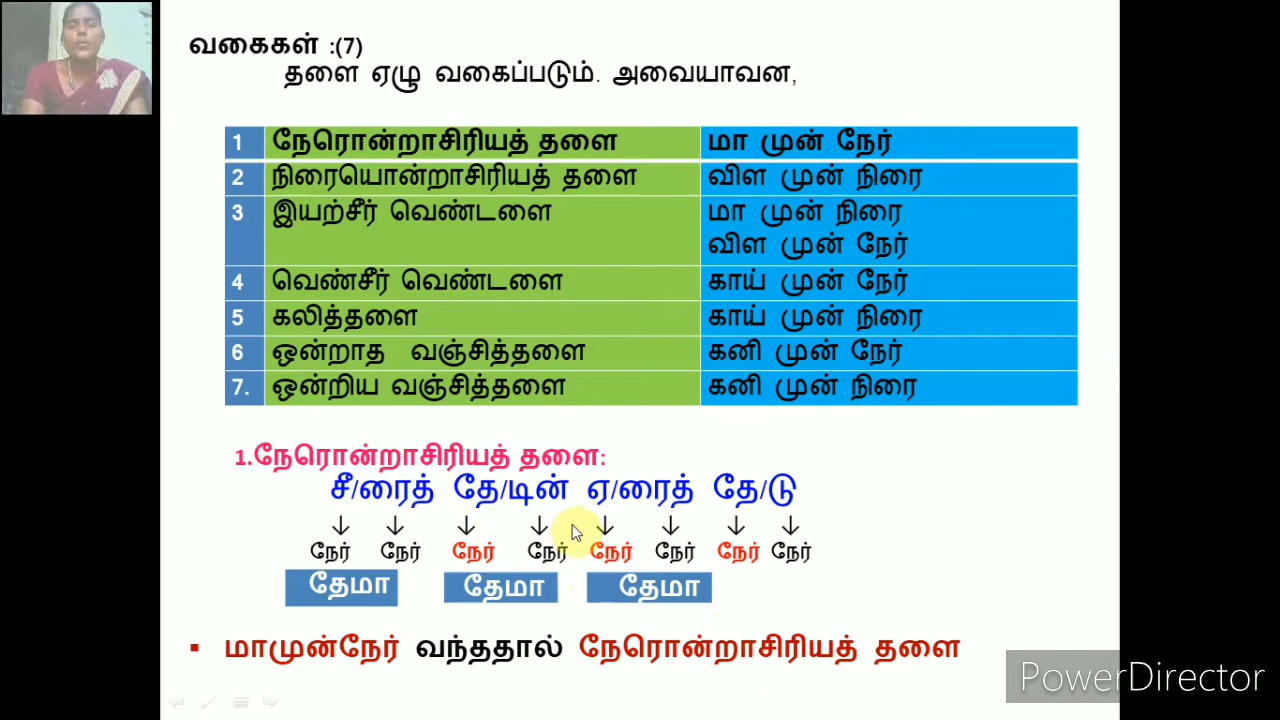 வகைகள் :(7)
தளை ஏழு வகைப்படும். அவையாவன,
1 நேரொன்றாசிரியத் தளை மா முன் நேர்
2 நிரையொன்றாசிரியத் தளை விள முன் நிரை
3 இயற்சீர் வெண்டளை மா முன் நிரை
விள முன் நேர்
4 வெண்சீர் வெண்டளை காய் முன் நேர்
5 கலித்தளை காய் முன் நிரை
6 ஒன்றாத வஞ்சித்தளை கனி முன் நேர்
7. ஒன்றிய வஞ்சித்தளை கனி முன் நிரை
1.நேரொன்றாசிரியத் தளை:
சீ/ரைத் தே/டின் ஏ/ரைத் தே/டு
↓ ↓ ↓ ↓ ↓ ↓ ↓ ↓
நேர் நேர் நேர் நேர் நேர் நேர் நேர் நேர்
தேமா தேமா தேமா
▪ மாமுன்நேர் வந்ததால் நேரொன்றாசிரியத் தளை
PowerDirector